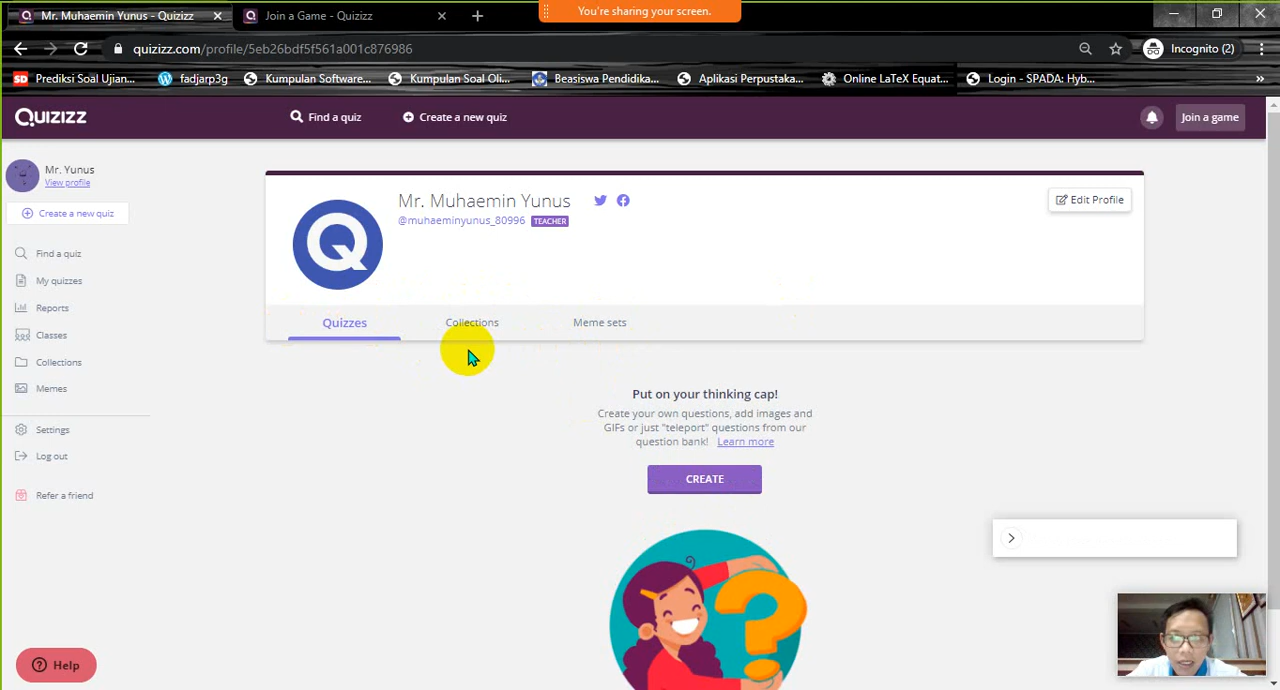 Mr. Muhaemin Yunus - Quizizz
Join a Game - Quizizz
You're sharing your screen.
quizizz.com/profile/5eb26bdf5f561a001c876986
Incognito (2)
Prediksi Soal Ujian...
fadjarp3g
Kumpulan Software...
Kumpulan Soal Oli...
Beasiswa Pendidika...
Aplikasi Perpustaka...
Online LaTeX Equat...
Login - SPADA: Hyb...
»
QUIZIZZ
Find a quiz
Create a new quiz
Join a game
Mr. Yunus
View profile
Create a new quiz
Find a quiz
My quizzes
Reports
Classes
Collections
Memes
Settings
Log out
Refer a friend
Help
Mr. Muhaemin Yunus
@muhaeminyunus_80996 TEACHER
Edit Profile
Quizzes
Collections
Meme sets
Put on your thinking cap!
Create your own questions, add images and
GIFs or just "teleport" questions from our
question bank! Learn more
CREATE